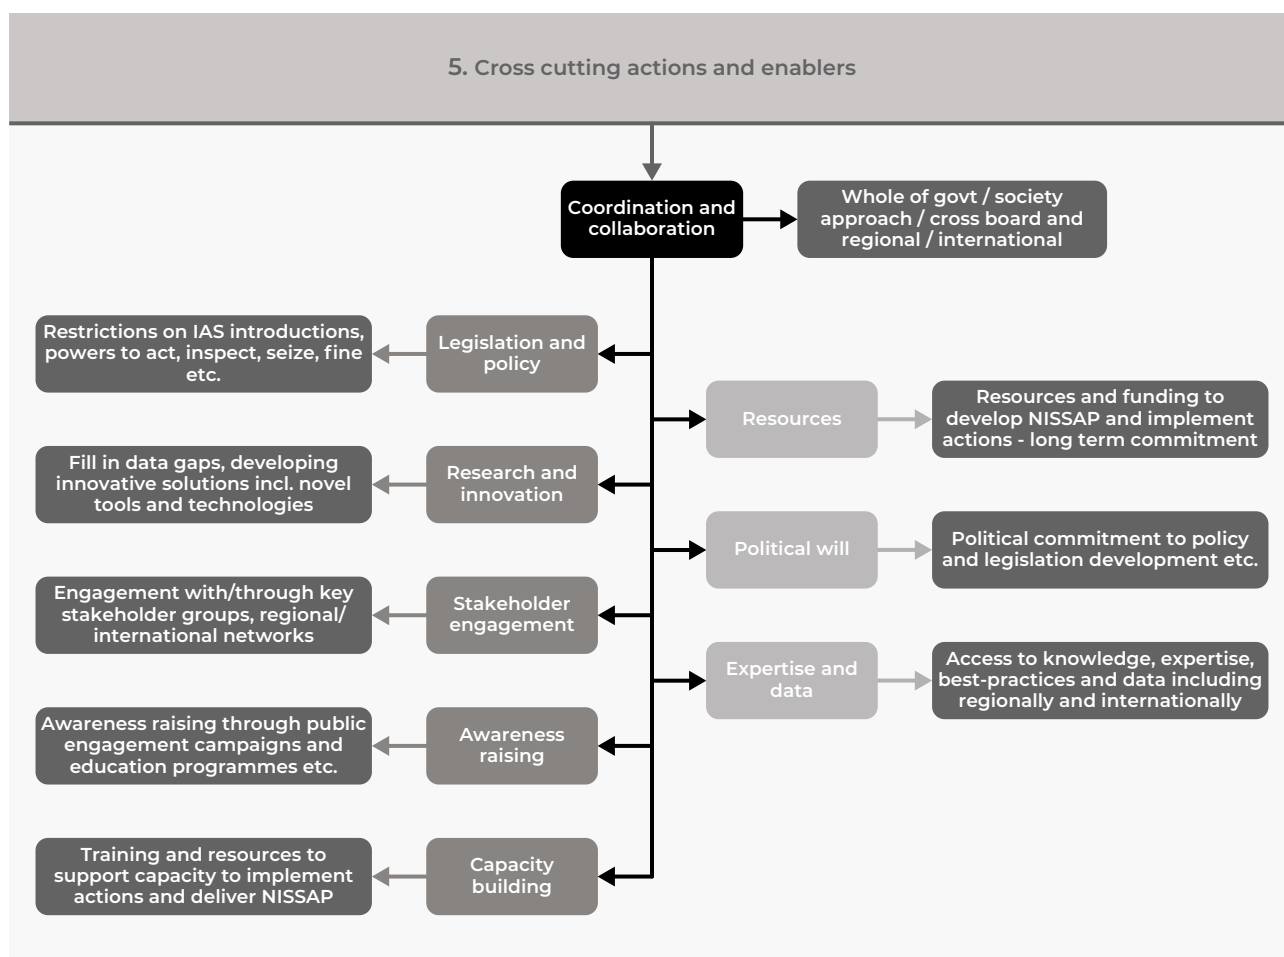 5. Cross cutting actions and enablers
Coordination and
collaboration
Whole of govt / society
approach / cross board and
regional / international
Restrictions on IAS introductions,
powers to act, inspect, seize, fine
etc.
Legislation and
policy
Resources
Resources and funding to
develop NISSAP and implement
actions - long term commitment
Fill in data gaps, developing
innovative solutions incl. novel
tools and technologies
Research and
innovation
Political will
Political commitment to policy
and legislation development etc.
Engagement with/through key
stakeholder groups, regional/
international networks
Stakeholder
engagement
Expertise and
data
Access to knowledge, expertise,
best-practices and data including
regionally and internationally
Awareness raising through public
engagement campaigns and
education programmes etc.
Awareness
raising
Training and resources to
support capacity to implement
actions and deliver NISSAP
Capacity
building